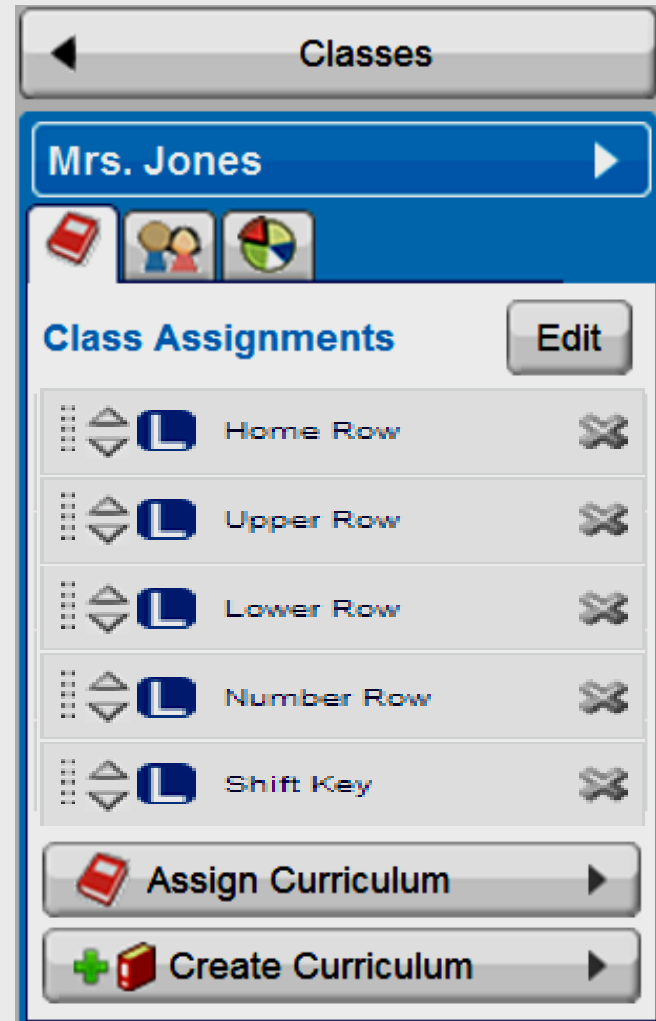 Classes
Mrs. Jones
Class Assignments Edit
L Home Row
L Upper Row
L Lower Row
L Number Row
L Shift Key
Assign Curriculum
Create Curriculum